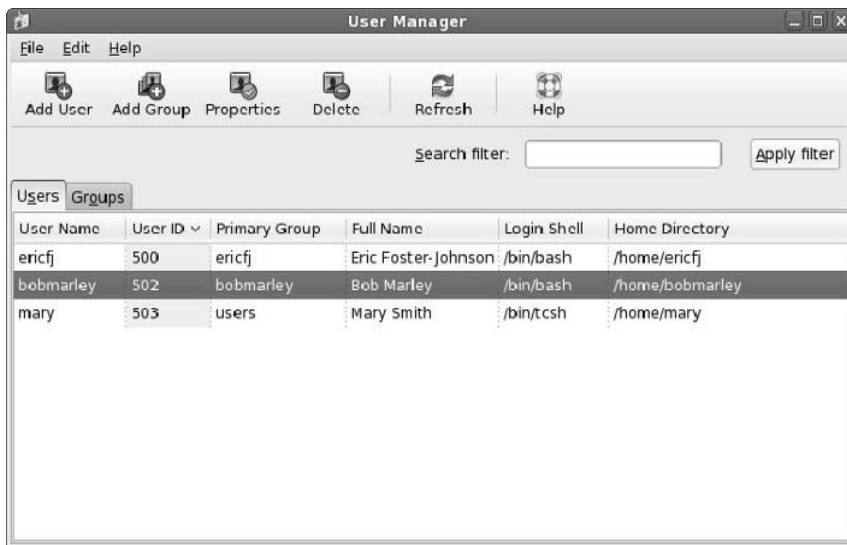 User Manager
File Edit Help
Add User Add Group Properties Delete Refresh Help
Search filter: Apply filter
Users Groups
User Name User ID Primary Group Full Name Login Shell Home Directory
ericfj 500 ericfj Eric Foster-Johnson /bin/bash /home/ericfj
bobmarley 502 bobmarley Bob Marley /bin/bash /home/bobmarley
mary 503 users Mary Smith /bin/tcsh /home/mary